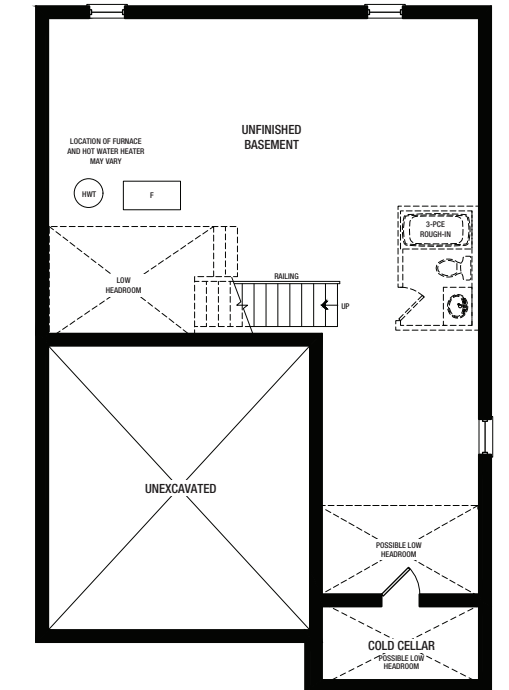 UNFINISHED
BASEMENT
LOCATION OF FURNACE
AND HOT WATER HEATER
MAY VARY
HWT
F
3-PCE
ROUGH-IN
LOW
HEADROOM
RAILING
UP
UNEXCAVATED
POSSIBLE LOW
HEADROOM
COLD CELLAR
POSSIBLE LOW
HEADROOM